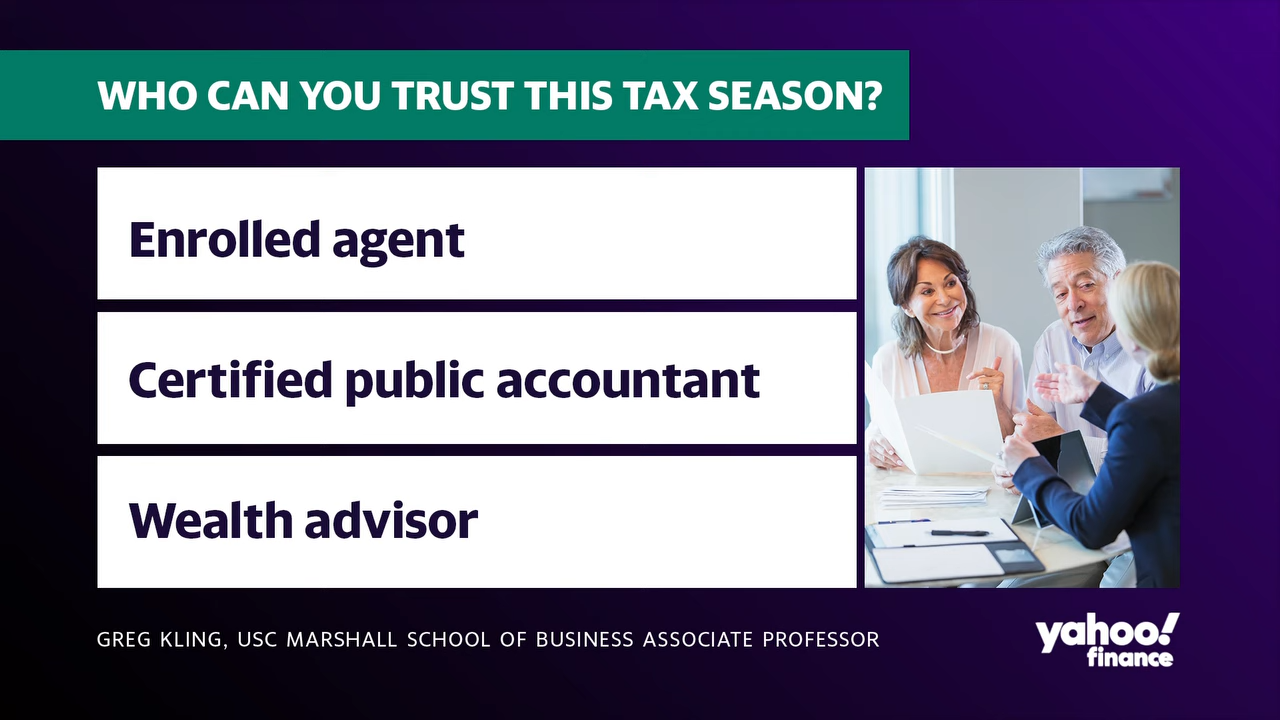 WHO CAN YOU TRUST THIS TAX SEASON?
Enrolled agent
Certified public accountant
Wealth advisor
GREG KLING, USC MARSHALL SCHOOL OF BUSINESS ASSOCIATE PROFESSOR
yahoo!
finance